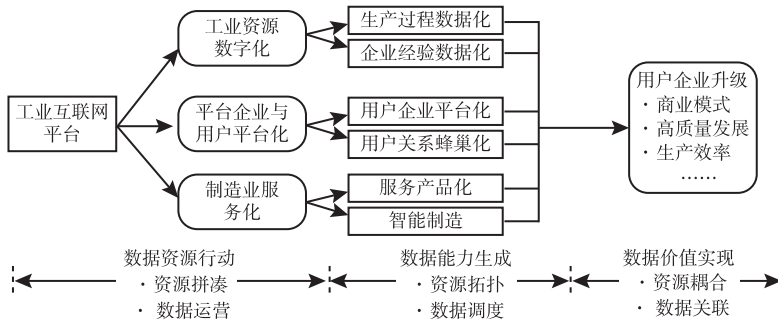 工业互联网
平台
工业资源
数字化
平台企业与
用户平台化
制造业服
务化
生产过程数据化
企业经验数据化
用户企业平台化
用户关系蜂巢化
服务产品化
智能制造
用户企业升级
· 商业模式
· 高质量发展
· 生产效率
……
数据资源行动
· 资源拼凑
· 数据运营
数据能力生成
· 资源拓扑
· 数据调度
数据价值实现
· 资源耦合
· 数据关联